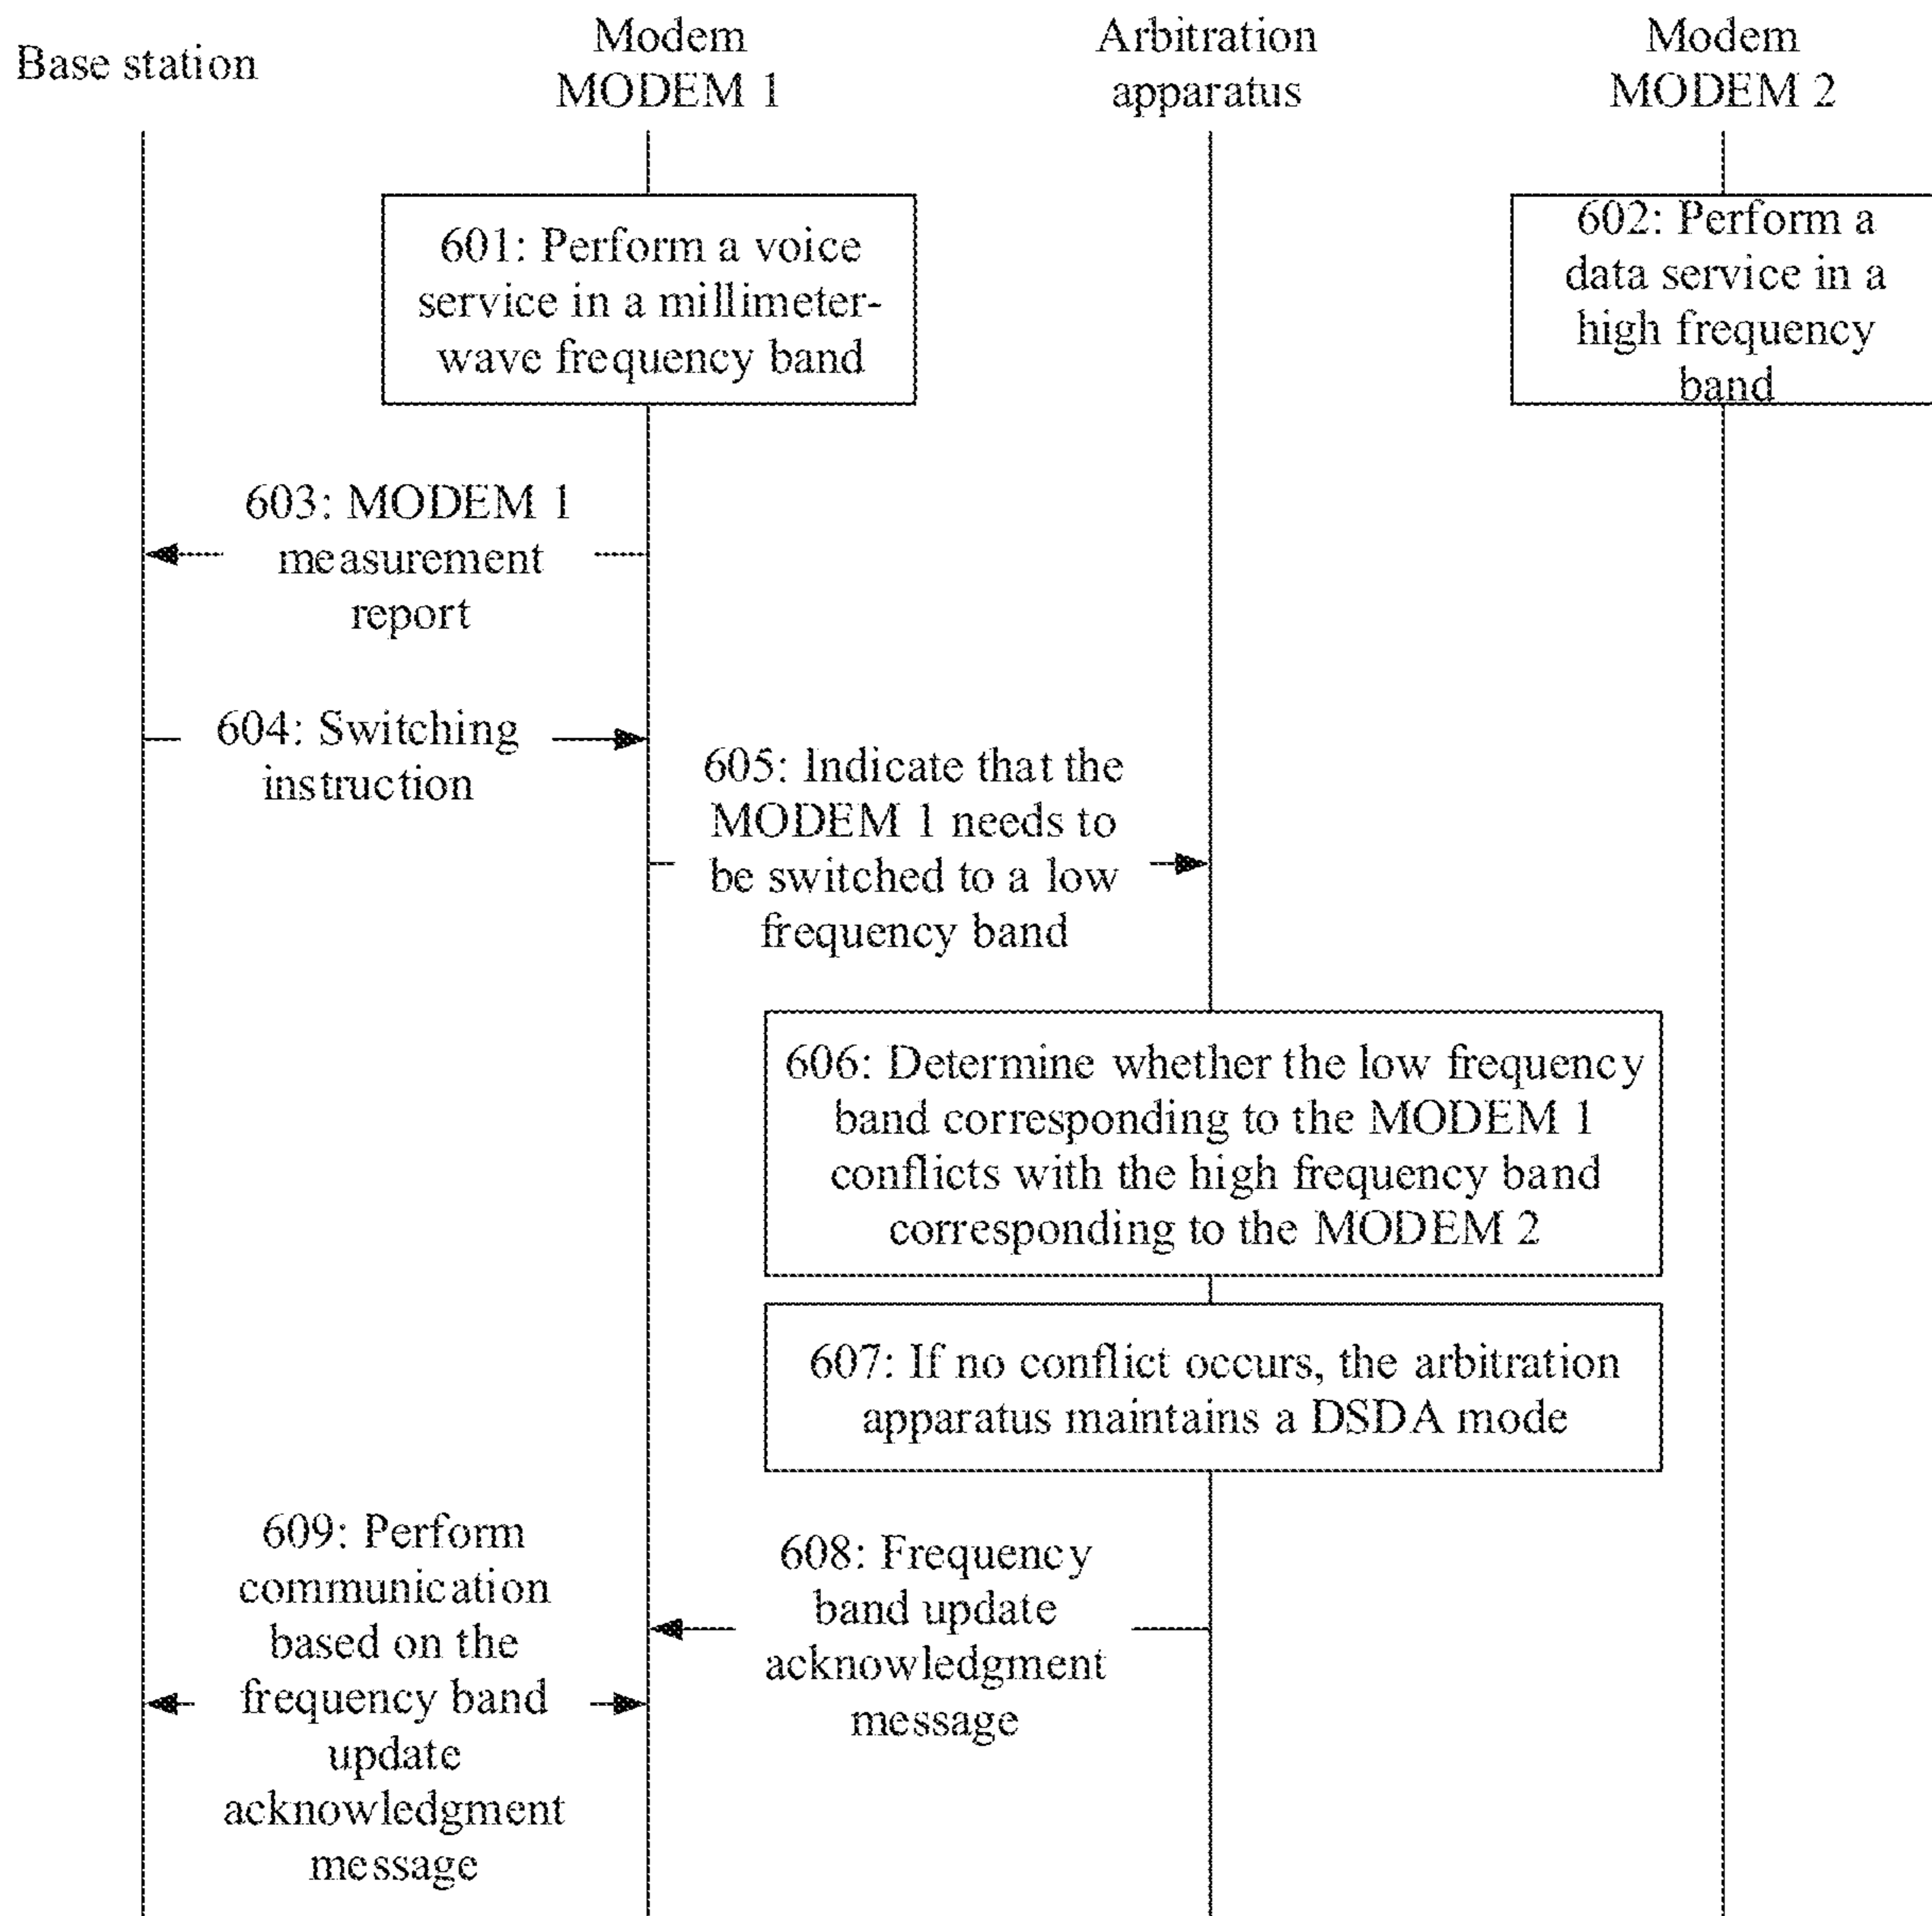 Base station
Modem
MODEM 1
Arbitration
apparatus
Modem
MODEM 2
601: Perform a voice
service in a millimeter-
wave frequency band
602: Perform a
data service in a
high frequency
band
603: MODEM 1
measurement
report
604: Switching
instruction
605: Indicate that the
MODEM 1 needs to
be switched to a low
frequency band
606: Determine whether the low frequency
band corresponding to the MODEM 1
conflicts with the high frequency band
corresponding to the MODEM 2
607: If no conflict occurs, the arbitration
apparatus maintains a DSDA mode
608: Frequency
band update
acknowledgment
message
609: Perform
communication
based on the
frequency band
update
acknowledgment
message